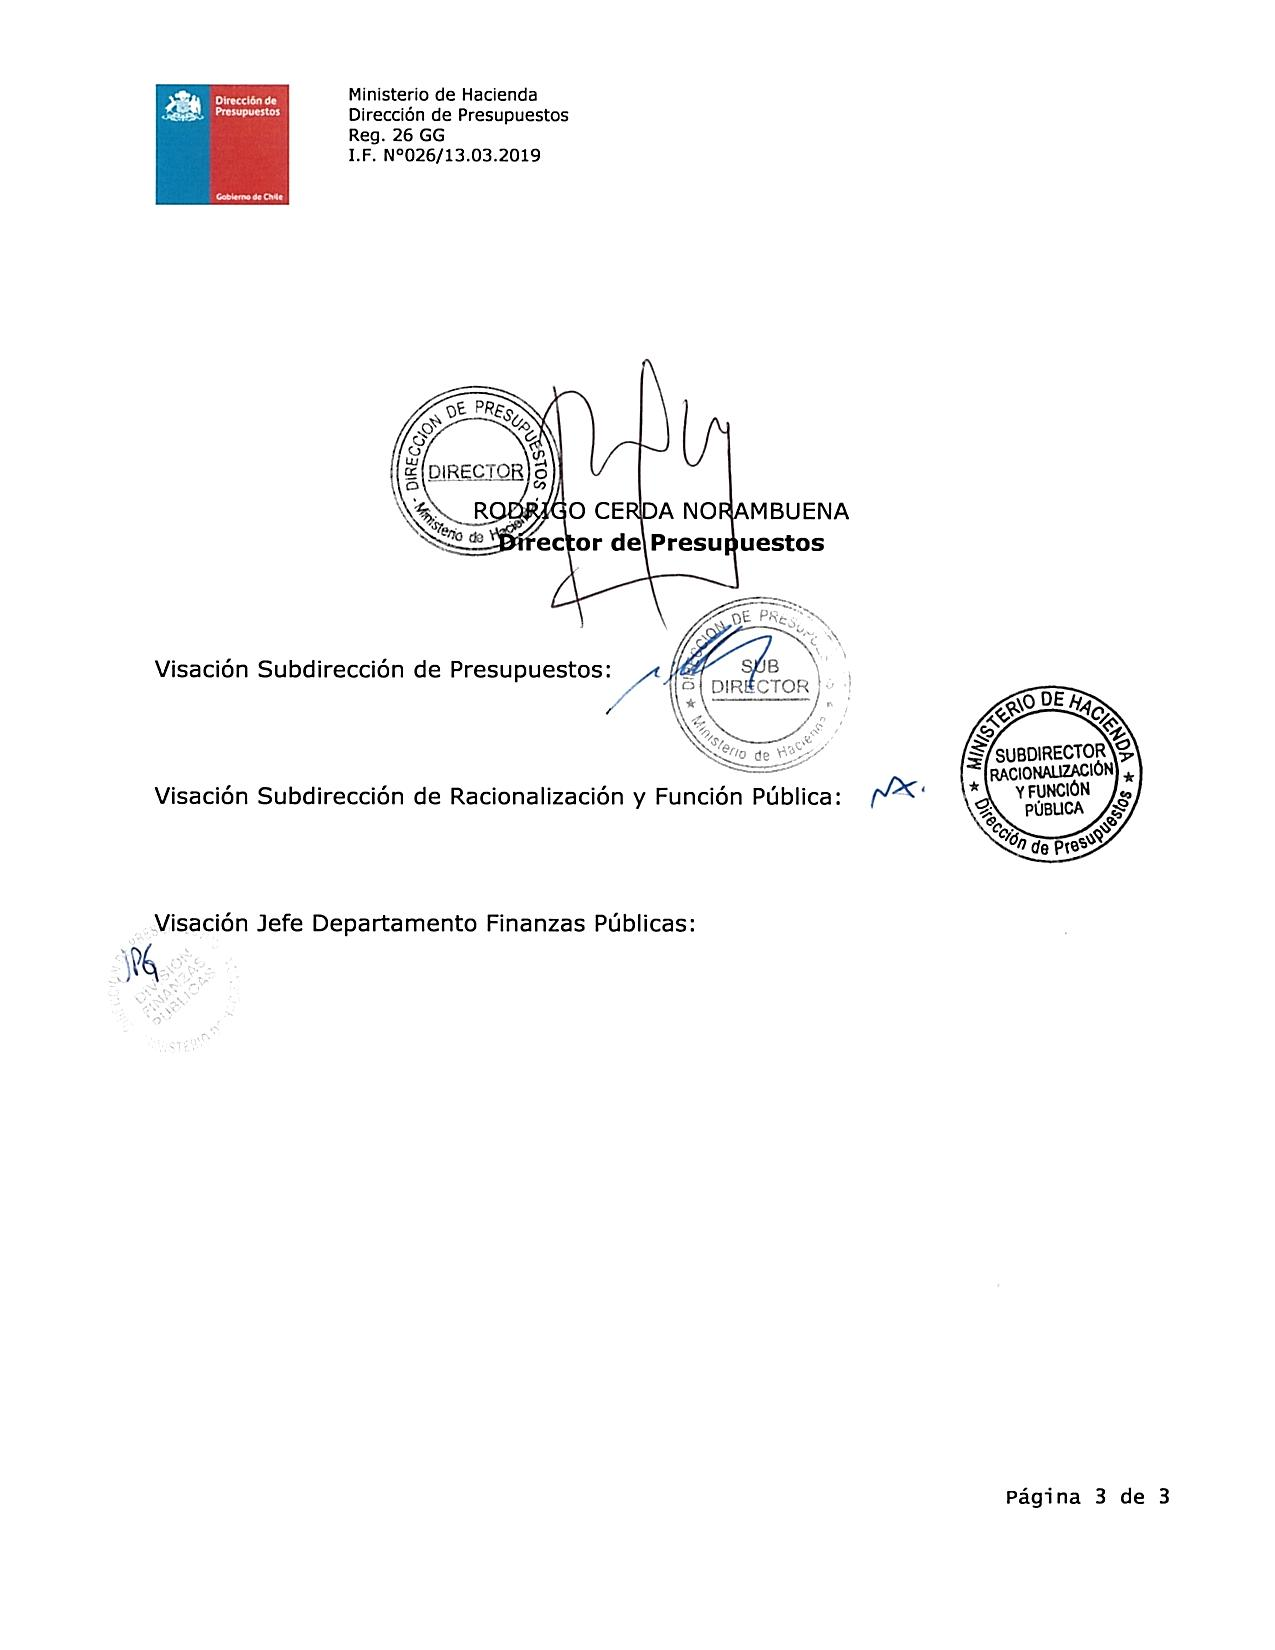 Dirección de
Presupuestos
Gobierno de Chile
Ministerio de Hacienda
Dirección de Presupuestos
Reg. 26 GG
I.F. N°026/13.03.2019
DIRECCION DE PRESUPUESTOS
DIRECTOR
Ministerio de Hacienda
RODRIGO CERDA NORAMBUENA
Director de Presupuestos
DIRECCION DE
SUB
DIRECTOR
Ministerio de Hacienda
Visación Subdirección de Presupuestos:
MINISTERIO DE HACIENDA
SUBDIRECTOR
RACIONALIZACIÓN
Y FUNCIÓN
PÚBLICA
Dirección de Presupuestos
Visación Subdirección de Racionalización y Función Pública:
Visación Jefe Departamento Finanzas Públicas:
JPG
DIVISION
FINANZAS
PUBLICAS
Página 3 de 3